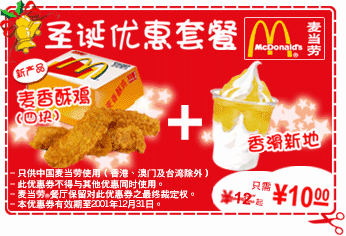 圣诞优惠套餐
McDonald's®
麦当劳
新产品
麦香酥鸡
(四块)
+
香滑新地
- 只供中国麦当劳使用（香港、澳门及台湾除外）
- 此优惠券不得与其他优惠同时使用。
- 麦当劳®餐厅保留对此优惠券之最终裁定权。
- 本优惠券有效期至2001年12月31日。
只需
¥12起
¥10.00